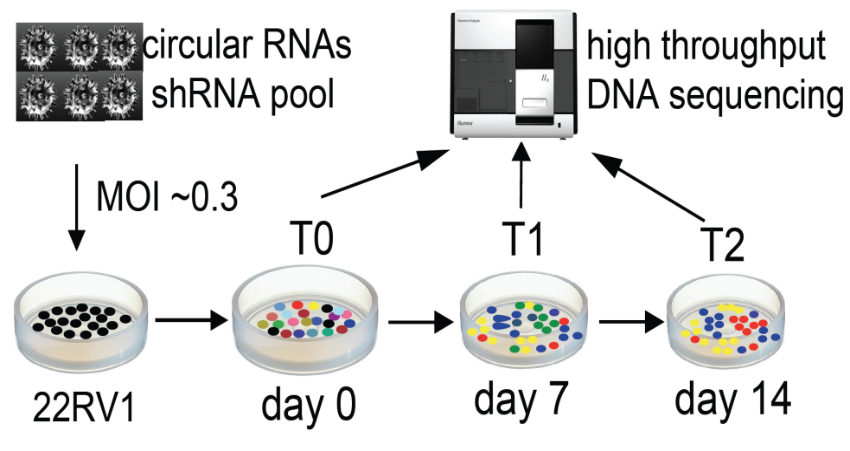 circular RNAs
shRNA pool
high throughput
DNA sequencing
MOI ~0.3
T0
T1
T2
22RV1
day 0
day 7
day 14